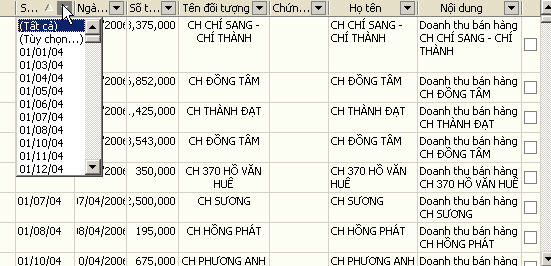 S... Ngà... Số t... Tên đối tượng Chứn... Họ tên Nội dung
(Tất cả)
(Tùy chọn...)
01/01/04
01/03/04
01/04/04
01/05/04
01/06/04
01/07/04
01/08/04
01/10/04
01/11/04
01/12/04
/2006 3,375,000 CH CHÍ SANG - CH CHÍ SANG - Doanh thu bán hàng
CHÍ THÀNH CHÍ THÀNH CH CHÍ SANG - CHÍ
THÀNH
/2006 6,852,000 CH ĐỒNG TÂM CH ĐỒNG TÂM Doanh thu bán hàng
CH ĐỒNG TÂM
/2006 1,425,000 CH THÀNH ĐẠT CH THÀNH ĐẠT Doanh thu bán hàng
CH THÀNH ĐẠT
/2006 3,543,000 CH ĐỒNG TÂM CH ĐỒNG TÂM Doanh thu bán hàng
CH ĐỒNG TÂM
/2006 350,000 CH 370 HỒ VĂN CH 370 HỒ VĂN Doanh thu bán hàng
HUÊ HUÊ CH 370 HỒ VĂN HUÊ
01/07/04 07/04/2006 2,500,000 CH SƯƠNG CH SƯƠNG Doanh thu bán hàng
CH SƯƠNG
01/08/04 08/04/2006 195,000 CH HỒNG PHÁT CH HỒNG PHÁT Doanh thu bán hàng
CH HỒNG PHÁT
01/10/04 0/04/2006 675,000 CH PHƯƠNG ANH CH PHƯƠNG ANH Doanh thu bán hàng